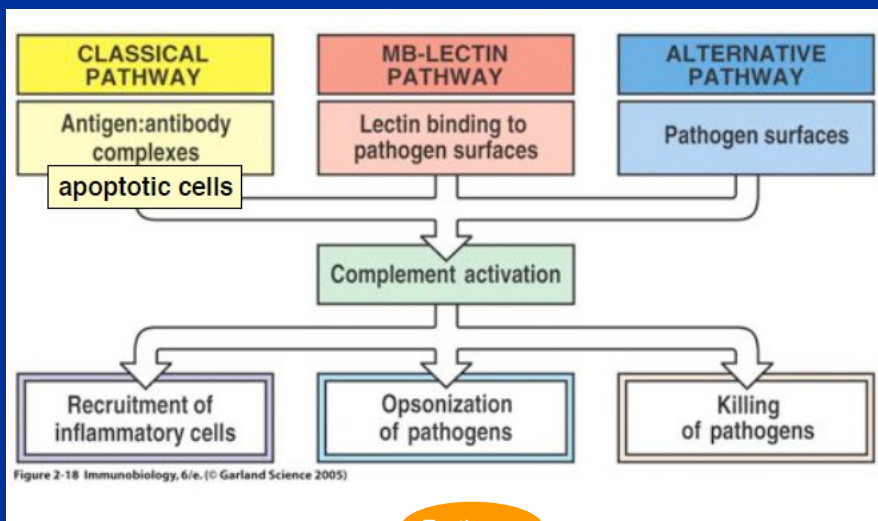 CLASSICAL
PATHWAY
Antigen:antibody
complexes
apoptotic cells
MB-LECTIN
PATHWAY
Lectin binding to
pathogen surfaces
ALTERNATIVE
PATHWAY
Pathogen surfaces
Complement activation
Recruitment of
inflammatory cells
Opsonization
of pathogens
Killing
of pathogens
Figure 2-18 Immunobiology, 6/e. (© Garland Science 2005)